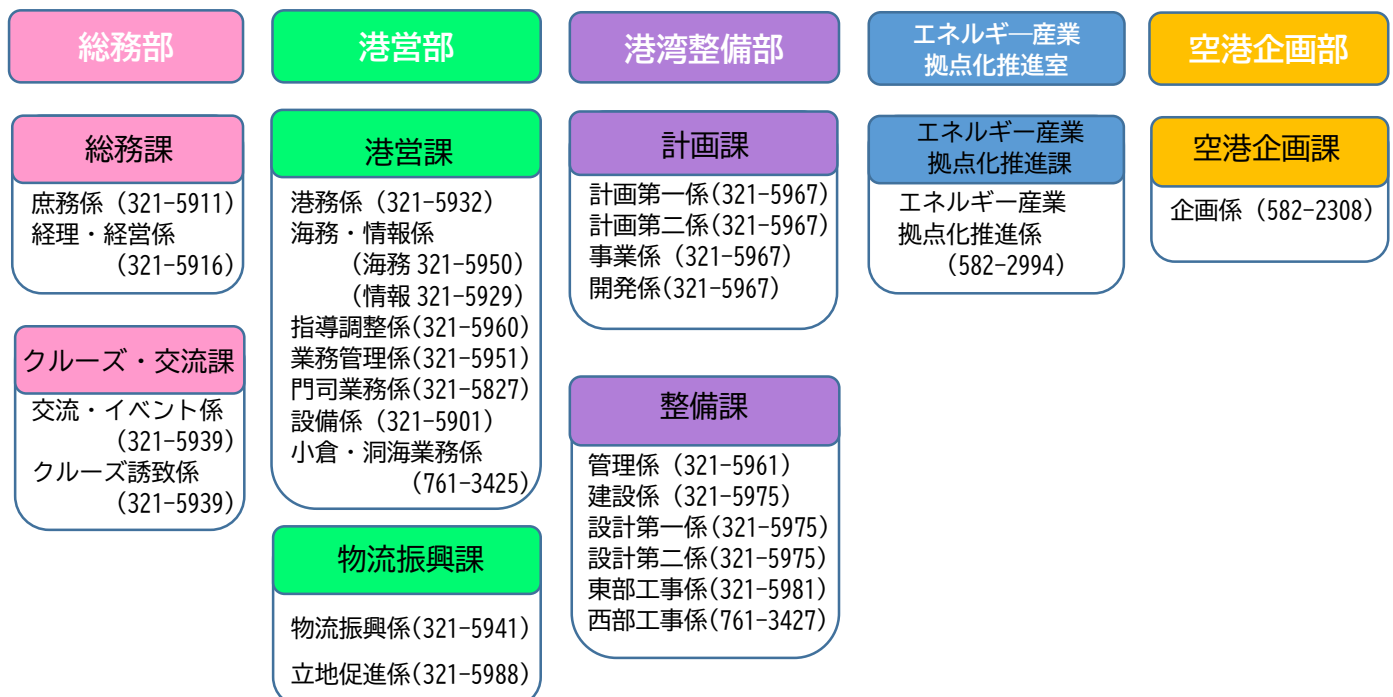 総務部
総務課
庶務係 (321-5911)
経理・経営係
(321-5916)
クルーズ・交流課
交流・イベント係
(321-5939)
クルーズ誘致係
(321-5939)
港営部
港営課
港務係 (321-5932)
海務・情報係
(海務 321-5950)
(情報 321-5929)
指導調整係(321-5960)
業務管理係(321-5951)
門司業務係(321-5827)
設備係 (321-5901)
小倉・洞海業務係
(761-3425)
物流振興課
物流振興係(321-5941)
立地促進係(321-5988)
港湾整備部
計画課
計画第一係(321-5967)
計画第二係(321-5967)
事業係 (321-5967)
開発係(321-5967)
整備課
管理係 (321-5961)
建設係 (321-5975)
設計第一係(321-5975)
設計第二係(321-5975)
東部工事係(321-5981)
西部工事係(761-3427)
エネルギ―産業
拠点化推進室
エネルギー産業
拠点化推進課
エネルギー産業
拠点化推進係
(582-2994)
空港企画部
空港企画課
企画係 (582-2308)